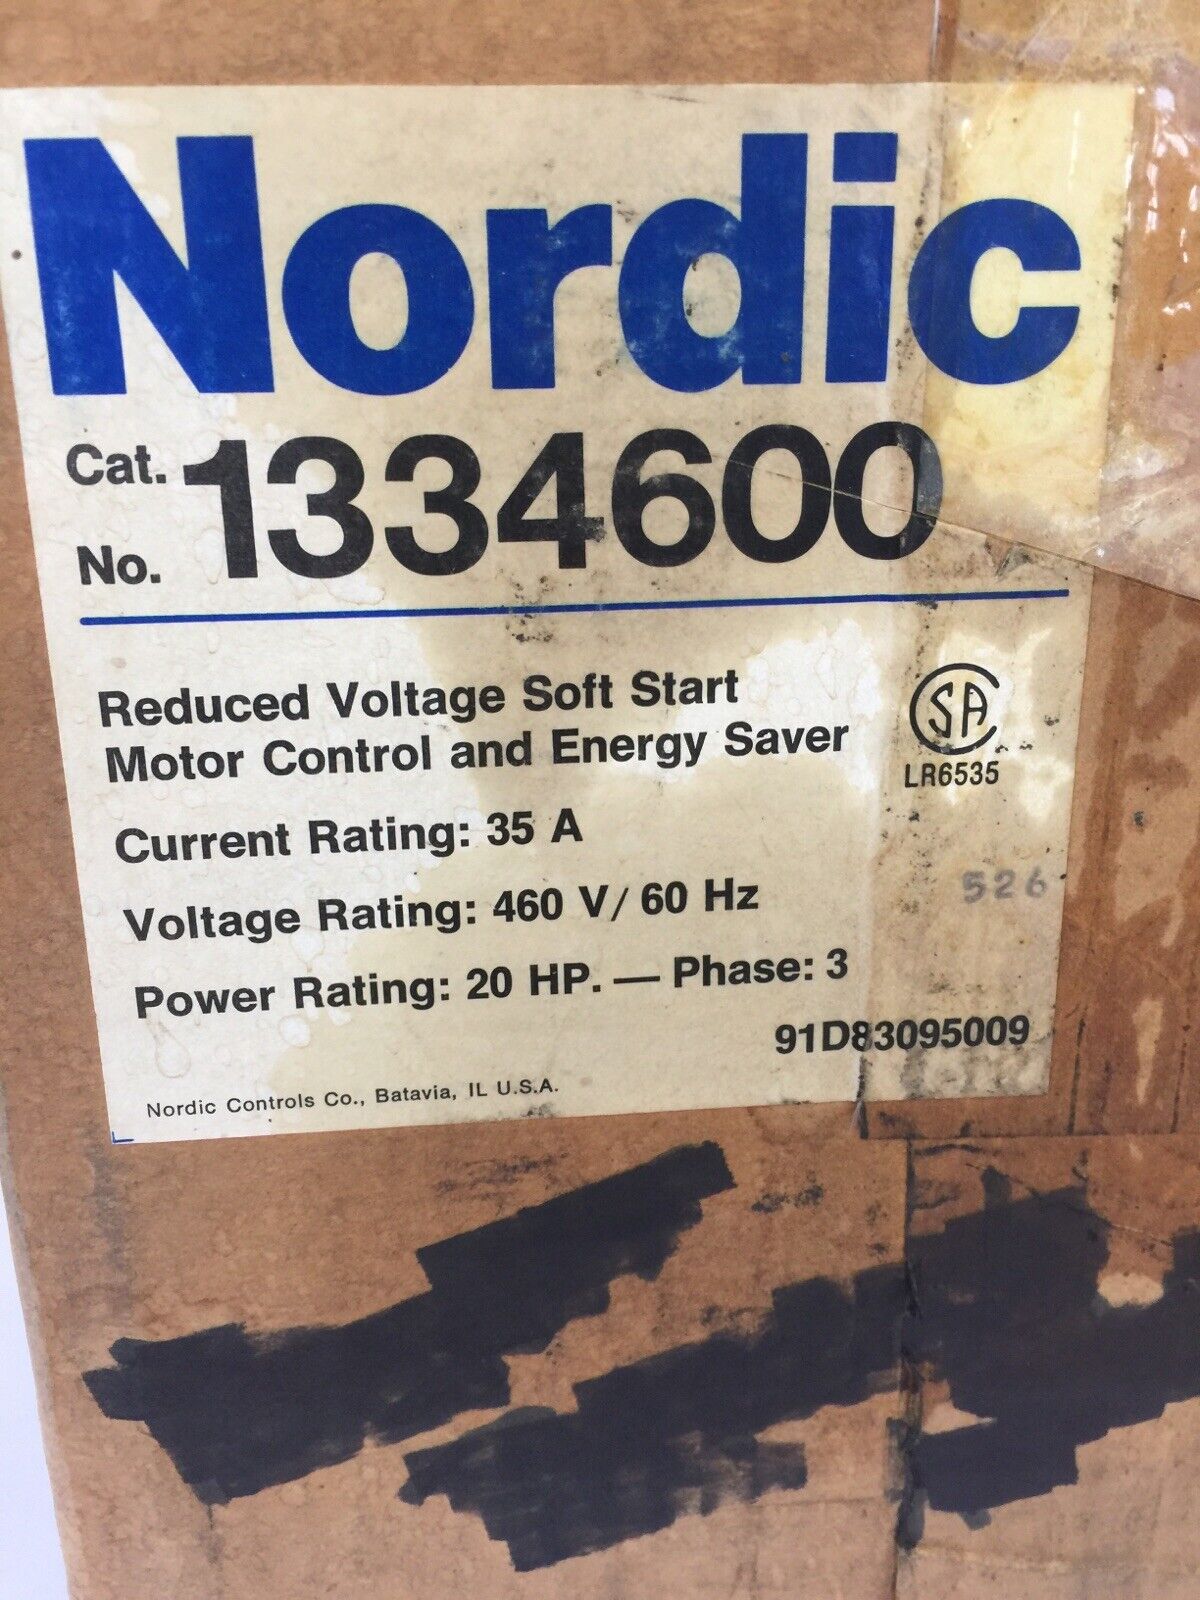 Nordic
Cat. No. 1334600
Reduced Voltage Soft Start
Motor Control and Energy Saver
CSA
LR6535
Current Rating: 35 A
526
Voltage Rating: 460 V/ 60 Hz
Power Rating: 20 HP. — Phase: 3
91D83095009
Nordic Controls Co., Batavia, IL U.S.A.